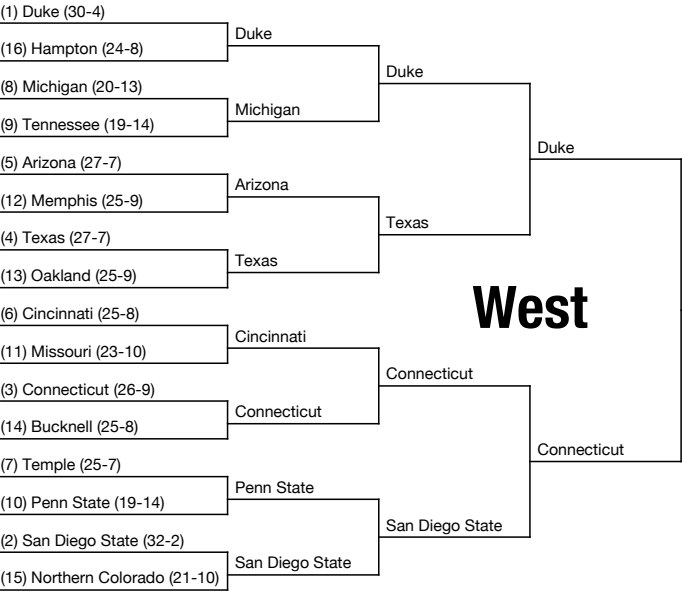 (1) Duke (30-4)
(16) Hampton (24-8)
(8) Michigan (20-13)
(9) Tennessee (19-14)
(5) Arizona (27-7)
(12) Memphis (25-9)
(4) Texas (27-7)
(13) Oakland (25-9)
(6) Cincinnati (25-8)
(11) Missouri (23-10)
(3) Connecticut (26-9)
(14) Bucknell (25-8)
(7) Temple (25-7)
(10) Penn State (19-14)
(2) San Diego State (32-2)
(15) Northern Colorado (21-10)
Duke
Michigan
Arizona
Texas
Cincinnati
Connecticut
Penn State
San Diego State
Duke
Texas
Connecticut
San Diego State
Duke
Connecticut
West